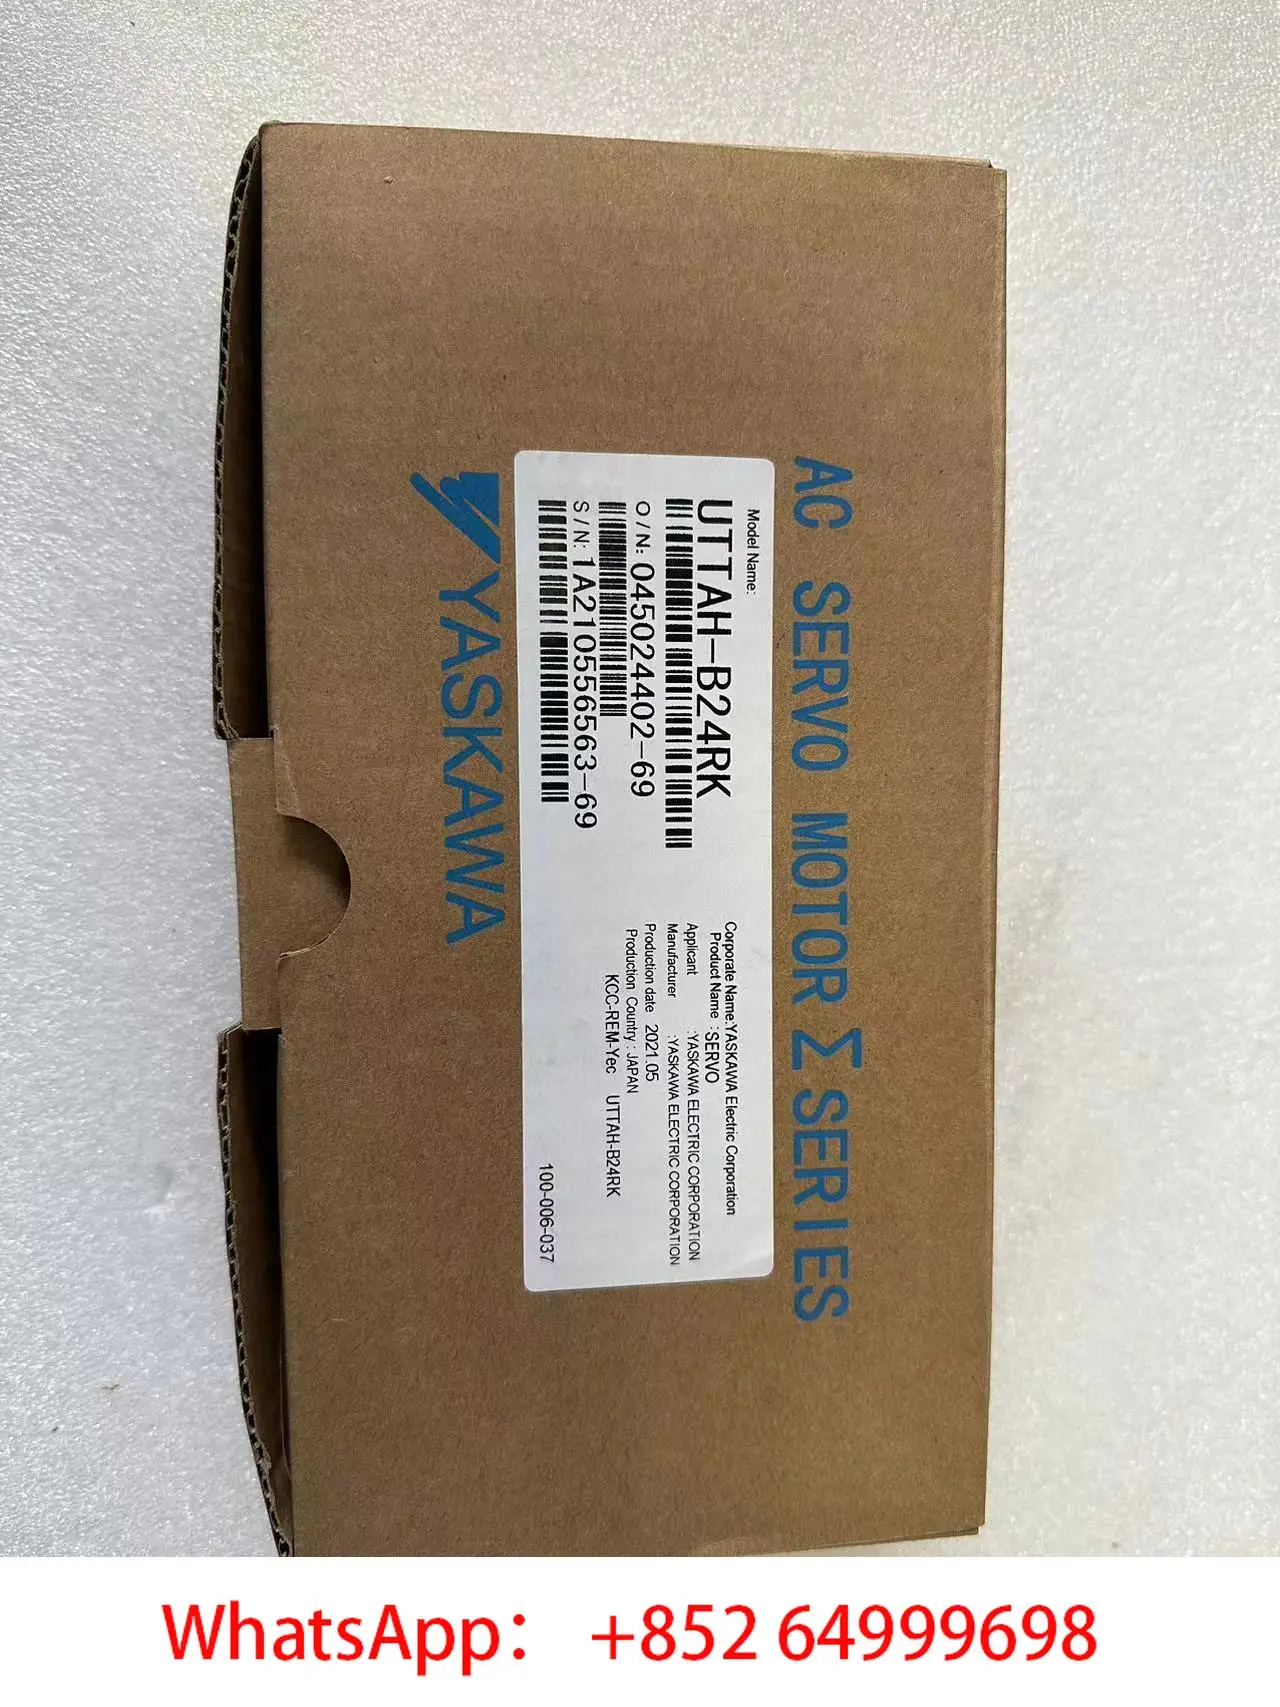 AC SERVO MOTOR Σ SERIES
Model Name:
UTTAH-B24RK
O/N: 045024402-69
S/N: 1A210556563-69
Corporate Name:YASKAWA Electric Corporation
Product Name :SERVO
Applicant :YASKAWA ELECTRIC CORPORATION
Manufacturer :YASKAWA ELECTRIC CORPORATION
Production date 2021.05
Production Country : JAPAN
KCC-REM-Yec UTTAH-B24RK
100-006-037
YASKAWA
WhatsApp: +852 64999698